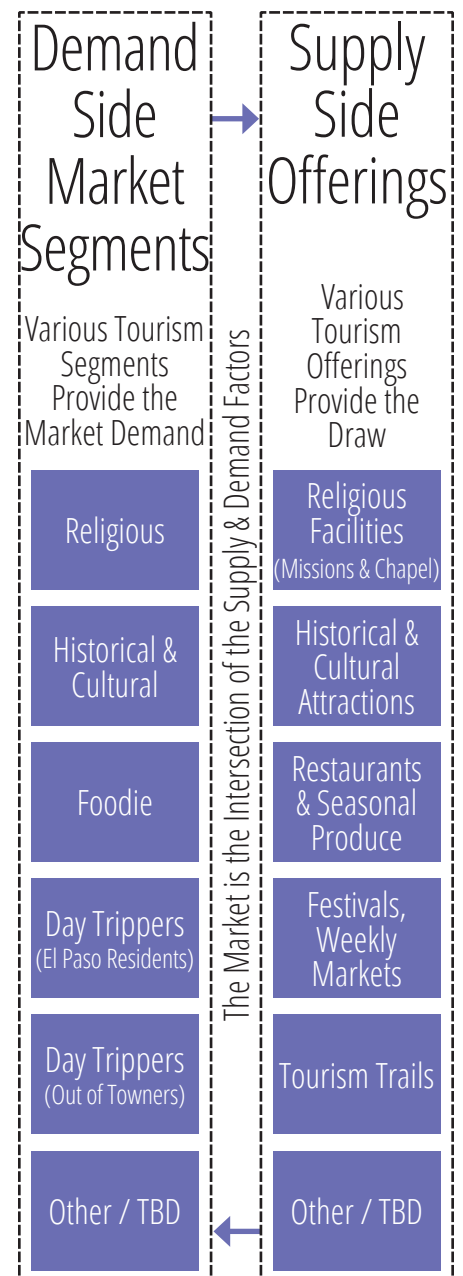 Demand
Side
Market
Segments
Various Tourism
Segments
Provide the
Market Demand
Religious
Historical &
Cultural
Foodie
Day Trippers
(El Paso Residents)
Day Trippers
(Out of Towners)
Other / TBD
The Market is the Intersection of the Supply & Demand Factors
Supply
Side
Offerings
Various
Tourism
Offerings
Provide the
Draw
Religious
Facilities
(Missions & Chapel)
Historical &
Cultural
Attractions
Restaurants
& Seasonal
Produce
Festivals,
Weekly
Markets
Tourism Trails
Other / TBD